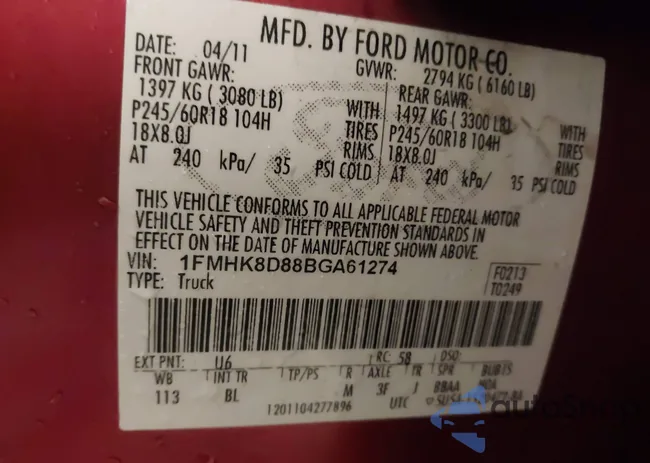 MFD. BY FORD MOTOR CO.
DATE: 04/11 GVWR: 2794 KG ( 6160 LB)
FRONT GAWR: REAR GAWR:
1397 KG ( 3080 LB) WITH 1497 KG ( 3300 LB) WITH
P245/60R18 104H TIRES P245/60R18 104H TIRES
18X8.0J RIMS 18X8.0J RIMS
AT 240 kPa/ 35 PSI COLD AT 240 kPa/ 35 PSI COLD
THIS VEHICLE CONFORMS TO ALL APPLICABLE FEDERAL MOTOR
VEHICLE SAFETY AND THEFT PREVENTION STANDARDS IN
EFFECT ON THE DATE OF MANUFACTURE SHOWN ABOVE.
VIN: 1FMHK8D88BGA61274 F0213
TYPE: Truck T0249
EXT PNT: U6 RC: 58 DSO:
WB INT TR TP/PS R AXLE TR SPR
113 BL M 3F J BBAA
1201104277896 UTC